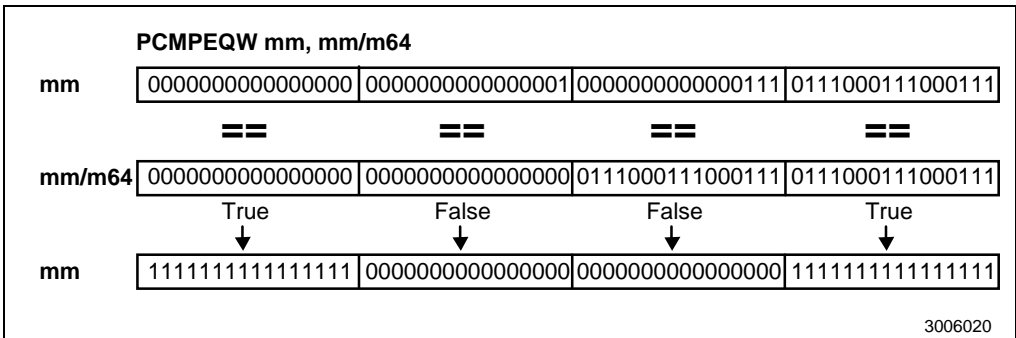 PCMPEQW mm, mm/m64
mm 0000000000000000 0000000000000001 0000000000000111 0111000111000111
== == == ==
mm/m64 0000000000000000 0000000000000000 0111000111000111 0111000111000111
True False False True
mm 1111111111111111 0000000000000000 0000000000000000 1111111111111111
3006020